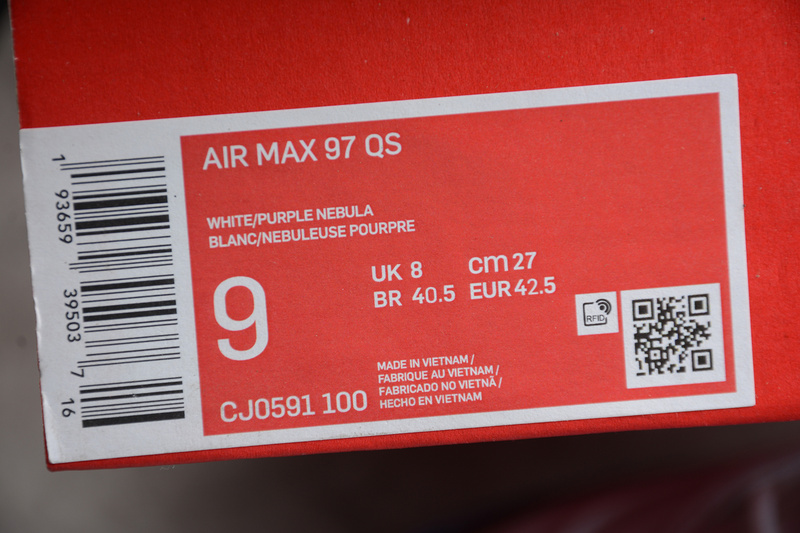 AIR MAX 97 QS
WHITE/PURPLE NEBULA
BLANC/NEBULEUSE POURPRE
9
UK 8
cm 27
BR 40.5
EUR 42.5
RFID
CJ0591 100
MADE IN VIETNAM /
FABRIQUE AU VIETNAM /
FABRICADO NO VIETNÃ /
HECHO EN VIETNAM
1 93659 39503 7 16